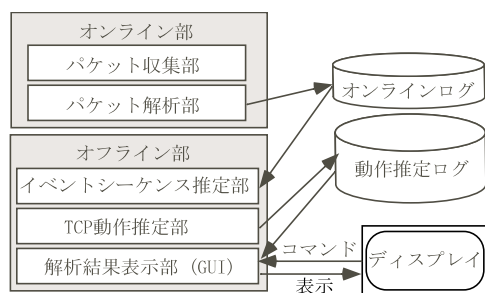 オンライン部
パケット収集部
パケット解析部
オンラインログ
オフライン部
イベントシーケンス推定部
TCP動作推定部
解析結果表示部 (GUI)
動作推定ログ
コマンド
表示
ディスプレイ